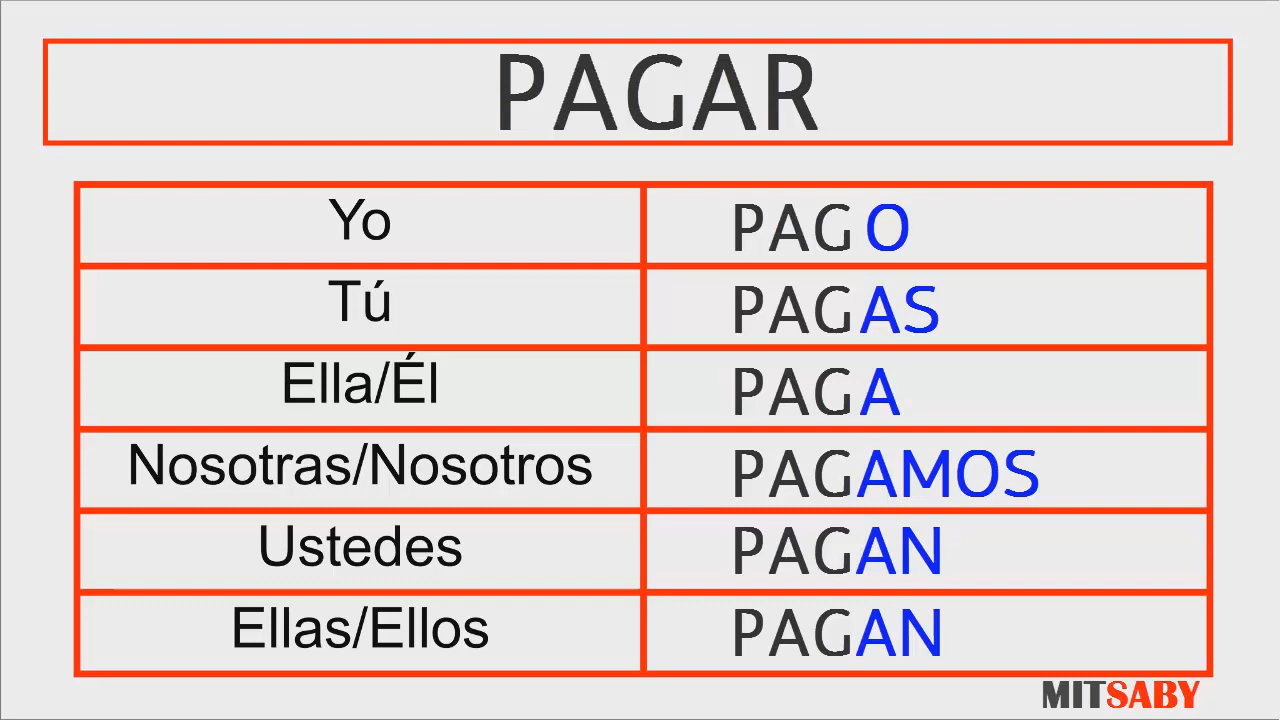 PAGAR
Yo PAGO
Tú PAGAS
Ella/Él PAGA
Nosotras/Nosotros PAGAMOS
Ustedes PAGAN
Ellas/Ellos PAGAN
MITSABY